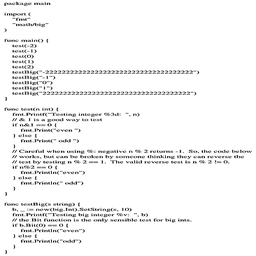 package main
import (
"fmt"
"math/big"
)
func main() {
test(-2)
test(-1)
test(0)
test(1)
test(2)
testBig("-1")
testBig("0")
testBig("1")
}
func test(n int) {
fmt.Printf("Testing integer %3d:  ", n)
// & 1 is a good way to test
if n&1 == 0 {
fmt.Print("even ")
} else {
fmt.Print(" odd ")
}
// Careful when using %: negative n % 2 returns -1.  So, the code below
// works, but can be broken by someone thinking they can reverse the
// test by testing n % 2 == 1.  The valid reverse test is n % 2 != 0.
if n%2 == 0 {
fmt.Println("even")
} else {
fmt.Println(" odd")
}
}
func testBig(s string) {
b, _ := new(big.Int).SetString(s, 10)
fmt.Printf("Testing big integer %v:  ", b)
// the Bit function is the only sensible test for big ints.
if b.Bit(0) == 0 {
fmt.Println("even")
} else {
fmt.Println("odd")
}
}